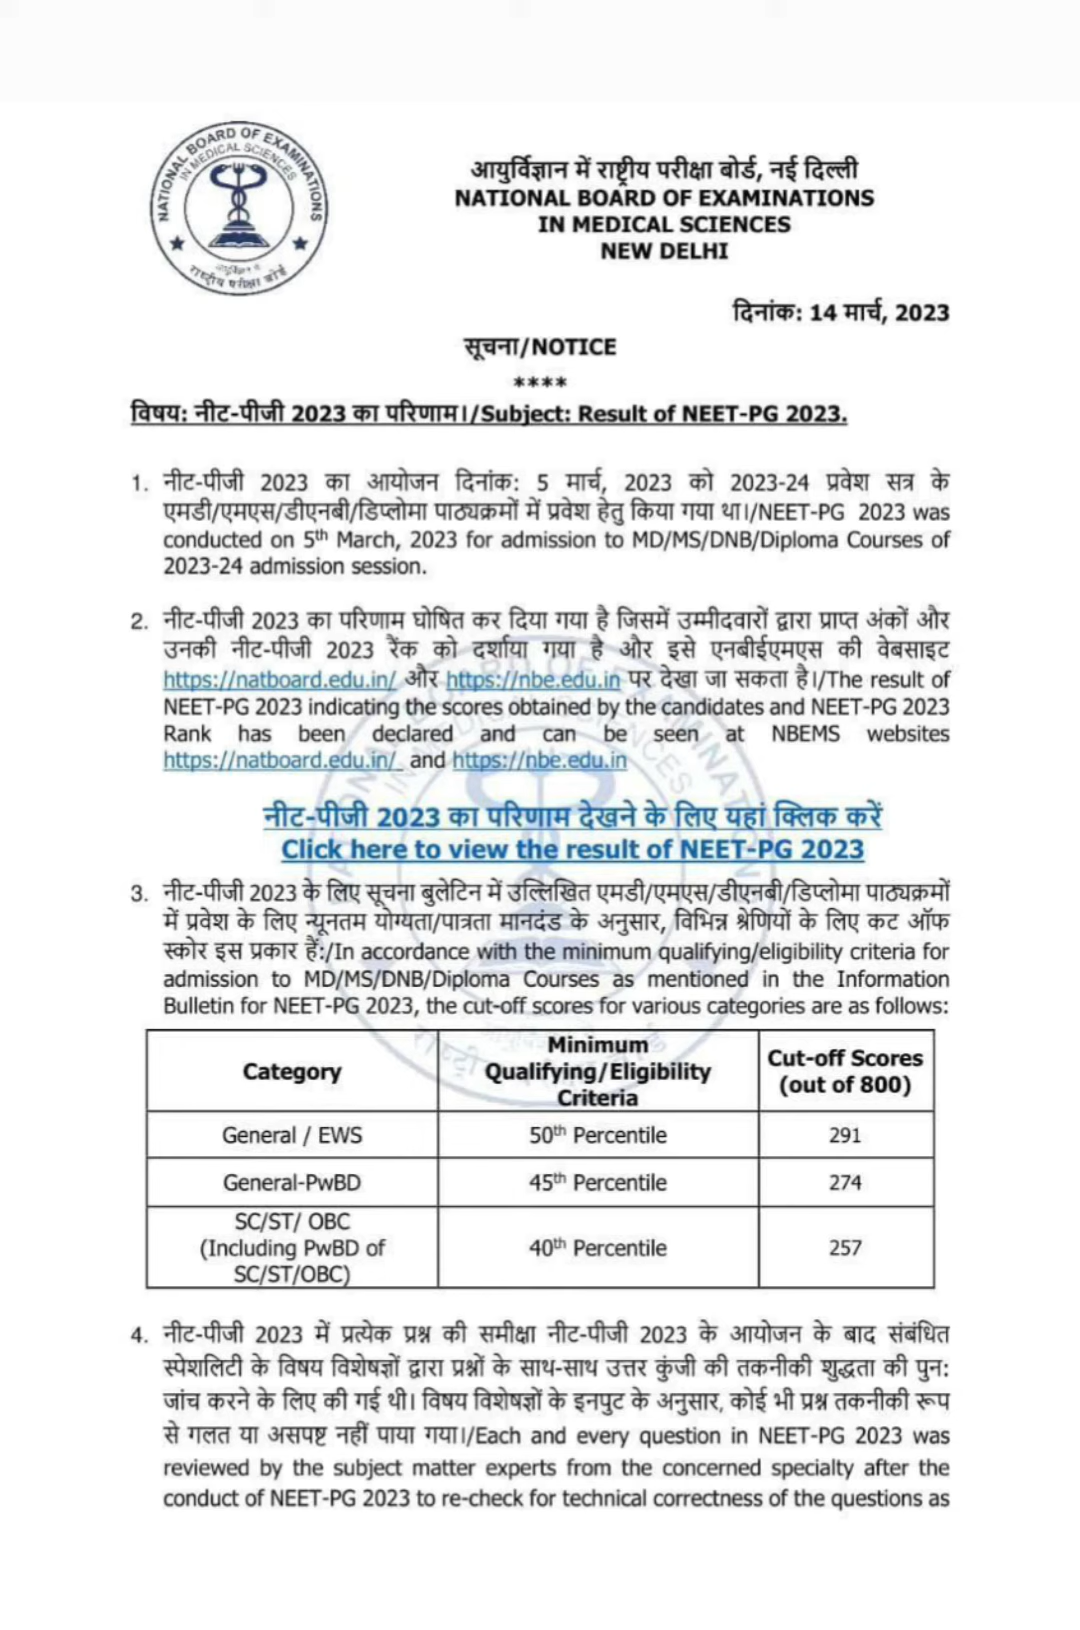 NATIONAL BOARD OF EXAMINATIONS
IN MEDICAL SCIENCES
राष्ट्रीय परीक्षा बोर्ड
आयुर्विज्ञान में राष्ट्रीय परीक्षा बोर्ड, नई दिल्ली
NATIONAL BOARD OF EXAMINATIONS
IN MEDICAL SCIENCES
NEW DELHI
दिनांक: 14 मार्च, 2023
सूचना/NOTICE
****
विषय: नीट-पीजी 2023 का परिणाम।/Subject: Result of NEET-PG 2023.
1. नीट-पीजी 2023 का आयोजन दिनांक: 5 मार्च, 2023 को 2023-24 प्रवेश सत्र के
एमडी/एमएस/डीएनबी/डिप्लोमा पाठ्यक्रमों में प्रवेश हेतु किया गया था।/NEET-PG 2023 was
conducted on 5th March, 2023 for admission to MD/MS/DNB/Diploma Courses of
2023-24 admission session.
2. नीट-पीजी 2023 का परिणाम घोषित कर दिया गया है जिसमें उम्मीदवारों द्वारा प्राप्त अंकों और
उनकी नीट-पीजी 2023 रैंक को दर्शाया गया है और इसे एनबीईएमएस की वेबसाइट
https://natboard.edu.in/ और https://nbe.edu.in पर देखा जा सकता है।/The result of
NEET-PG 2023 indicating the scores obtained by the candidates and NEET-PG 2023
Rank has been declared and can be seen at NBEMS websites
https://natboard.edu.in/ and https://nbe.edu.in
नीट-पीजी 2023 का परिणाम देखने के लिए यहां क्लिक करें
Click here to view the result of NEET-PG 2023
3. नीट-पीजी 2023 के लिए सूचना बुलेटिन में उल्लिखित एमडी/एमएस/डीएनबी/डिप्लोमा पाठ्यक्रमों
में प्रवेश के लिए न्यूनतम योग्यता/पात्रता मानदंड के अनुसार, विभिन्न श्रेणियों के लिए कट ऑफ
स्कोर इस प्रकार हैं:/In accordance with the minimum qualifying/eligibility criteria for
admission to MD/MS/DNB/Diploma Courses as mentioned in the Information
Bulletin for NEET-PG 2023, the cut-off scores for various categories are as follows:
Category
Minimum
Qualifying/Eligibility
Criteria
Cut-off Scores
(out of 800)
General / EWS
50th Percentile
291
General-PwBD
45th Percentile
274
SC/ST/ OBC
(Including PwBD of
SC/ST/OBC)
40th Percentile
257
4. नीट-पीजी 2023 में प्रत्येक प्रश्न की समीक्षा नीट-पीजी 2023 के आयोजन के बाद संबंधित
स्पेशलिटी के विषय विशेषज्ञों द्वारा प्रश्नों के साथ-साथ उत्तर कुंजी की तकनीकी शुद्धता की पुन:
जांच करने के लिए की गई थी। विषय विशेषज्ञों के इनपुट के अनुसार, कोई भी प्रश्न तकनीकी रूप
से गलत या असपष्ट नहीं पाया गया।/Each and every question in NEET-PG 2023 was
reviewed by the subject matter experts from the concerned specialty after the
conduct of NEET-PG 2023 to re-check for technical correctness of the questions as